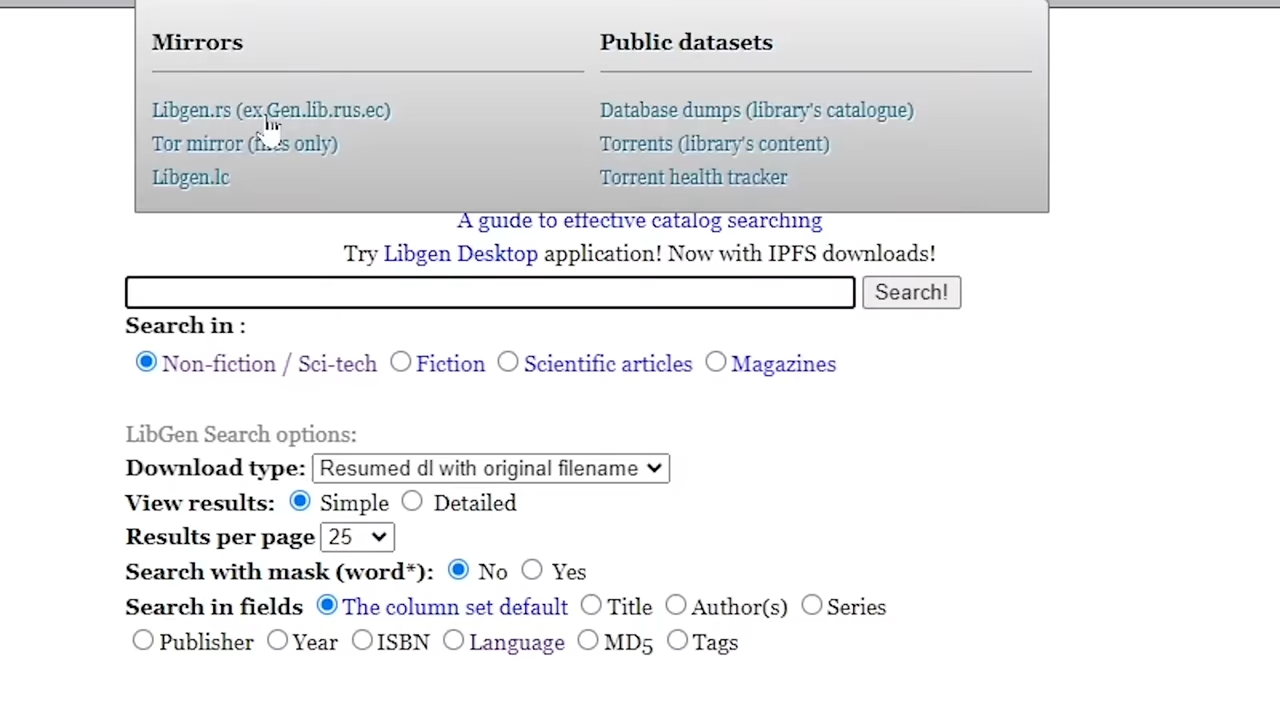 Mirrors
Public datasets
Libgen.rs (ex.Gen.lib.rus.ec)
Database dumps (library's catalogue)
Tor mirror (files only)
Torrents (library's content)
Libgen.lc
Torrent health tracker
A guide to effective catalog searching
Try Libgen Desktop application! Now with IPFS downloads!
Search!
Search in :
Non-fiction / Sci-tech Fiction Scientific articles Magazines
LibGen Search options:
Download type: Resumed dl with original filename
View results: Simple Detailed
Results per page 25
Search with mask (word*): No Yes
Search in fields The column set default Title Author(s) Series
Publisher Year ISBN Language MD5 Tags